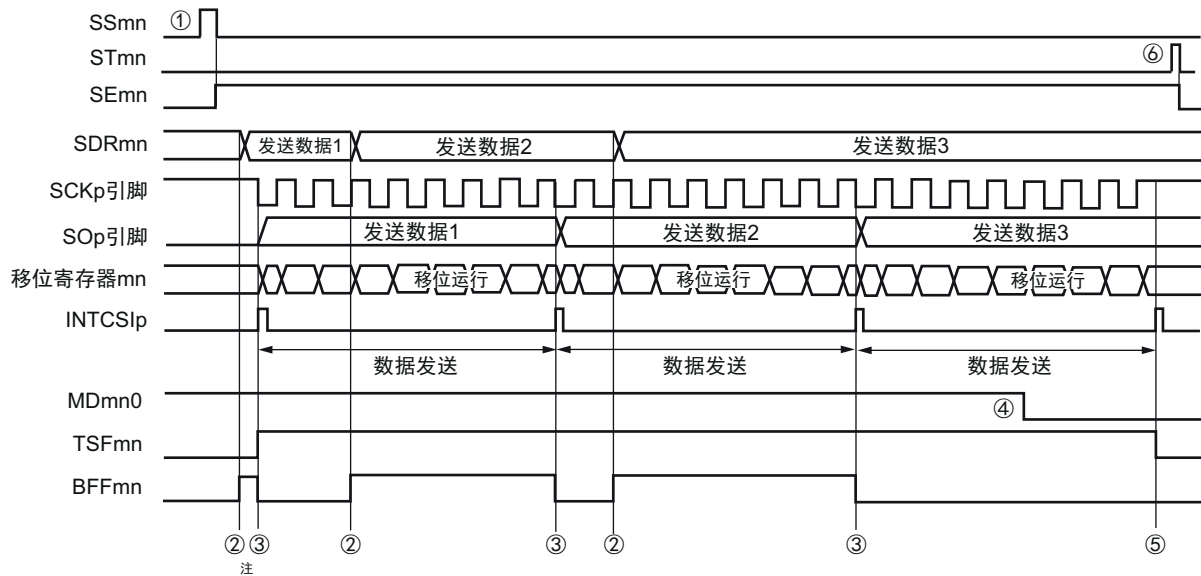 SSmn ①
STmn ⑥
SEmn
SDRmn 发送数据1 发送数据2 发送数据3
SCKp引脚
SOp引脚 发送数据1 发送数据2 发送数据3
移位寄存器mn 移位运行 移位运行 移位运行
INTCSIp
数据发送 数据发送 数据发送
MDmn0 ④
TSFmn
BFFmn
② ③ ② ③ ② ③ ⑤
注